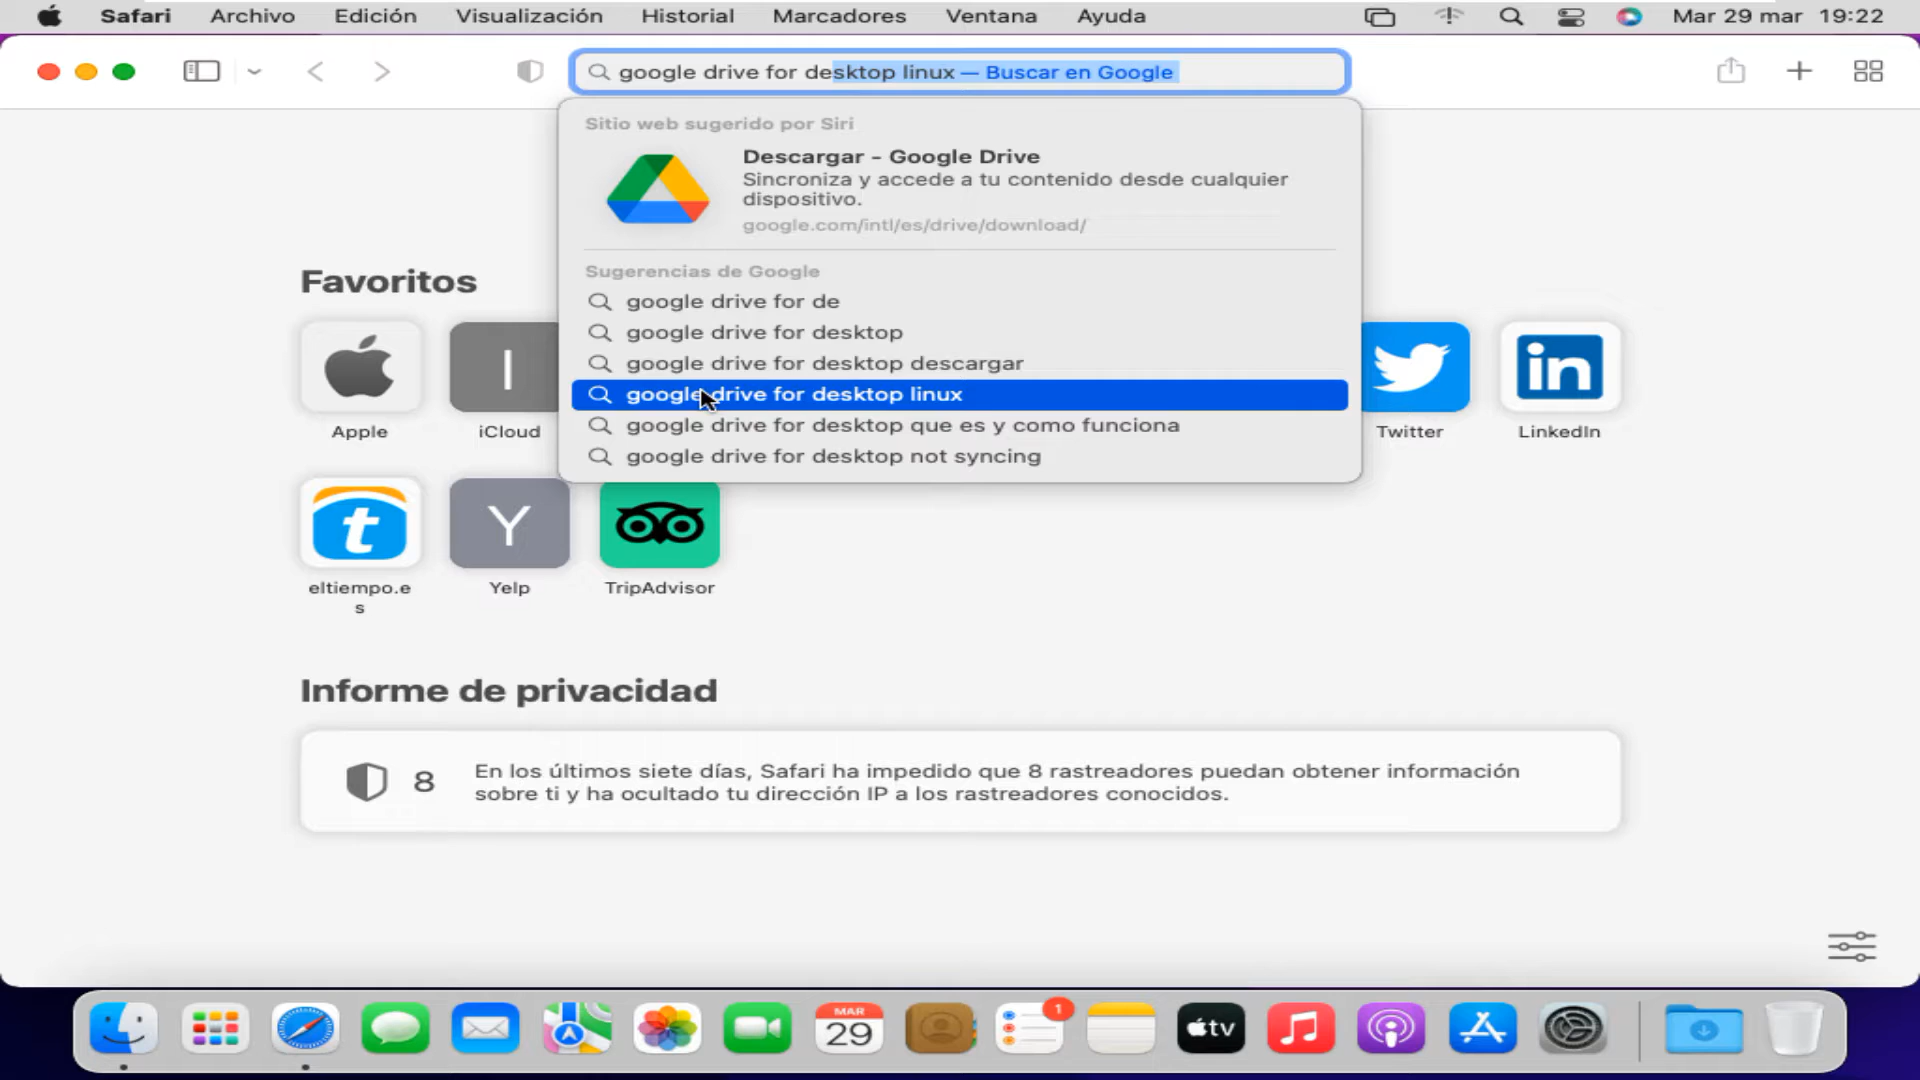 Safari Archivo Edición Visualización Historial Marcadores Ventana Ayuda Mar 29 mar 19:22
google drive for desktop linux — Buscar en Google
Sitio web sugerido por Siri
Descargar - Google Drive
Sincroniza y accede a tu contenido desde cualquier
dispositivo.
google.com/intl/es/drive/download/
Sugerencias de Google
google drive for de
google drive for desktop
google drive for desktop descargar
google drive for desktop linux
google drive for desktop que es y como funciona
google drive for desktop not syncing
Favoritos
I
in
Apple iCloud Twitter LinkedIn
t Y
eltiempo.e
s
Yelp TripAdvisor
Informe de privacidad
8
En los últimos siete días, Safari ha impedido que 8 rastreadores puedan obtener información
sobre ti y ha ocultado tu dirección IP a los rastreadores conocidos.
MAR
29
1
tv